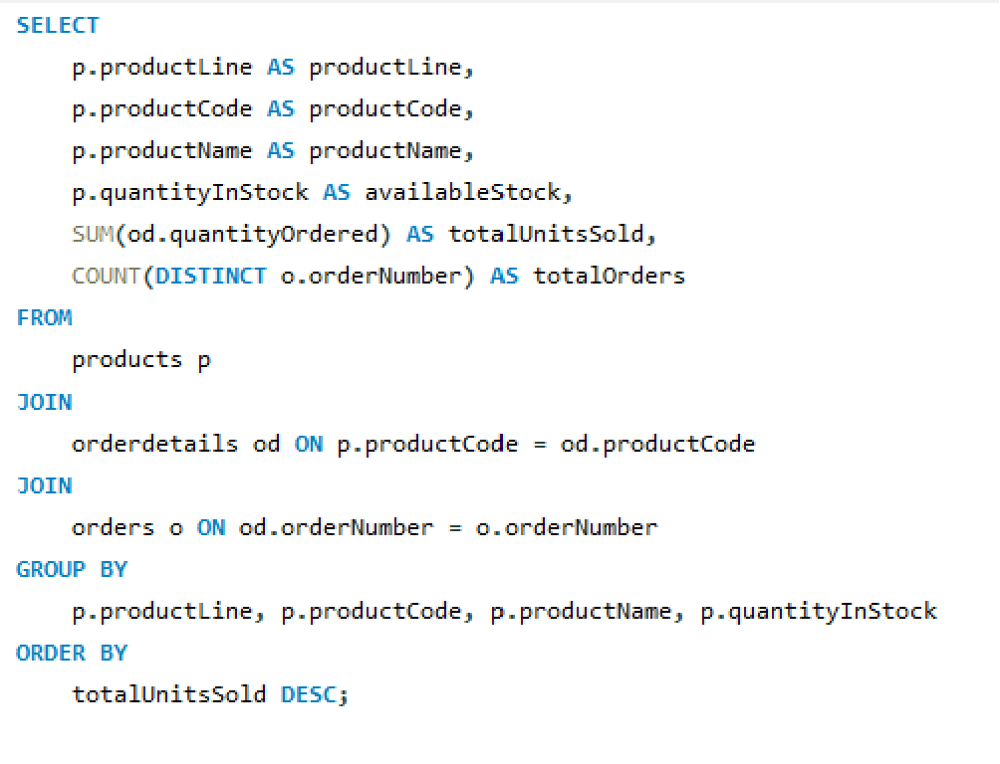 SELECT
p.productLine AS productLine,
p.productCode AS productCode,
p.productName AS productName,
p.quantityInStock AS availableStock,
SUM(od.quantityOrdered) AS totalUnitsSold,
COUNT(DISTINCT o.orderNumber) AS totalOrders
FROM
products p
JOIN
orderdetails od ON p.productCode = od.productCode
JOIN
orders o ON od.orderNumber = o.orderNumber
GROUP BY
p.productLine, p.productCode, p.productName, p.quantityInStock
ORDER BY
totalUnitsSold DESC;